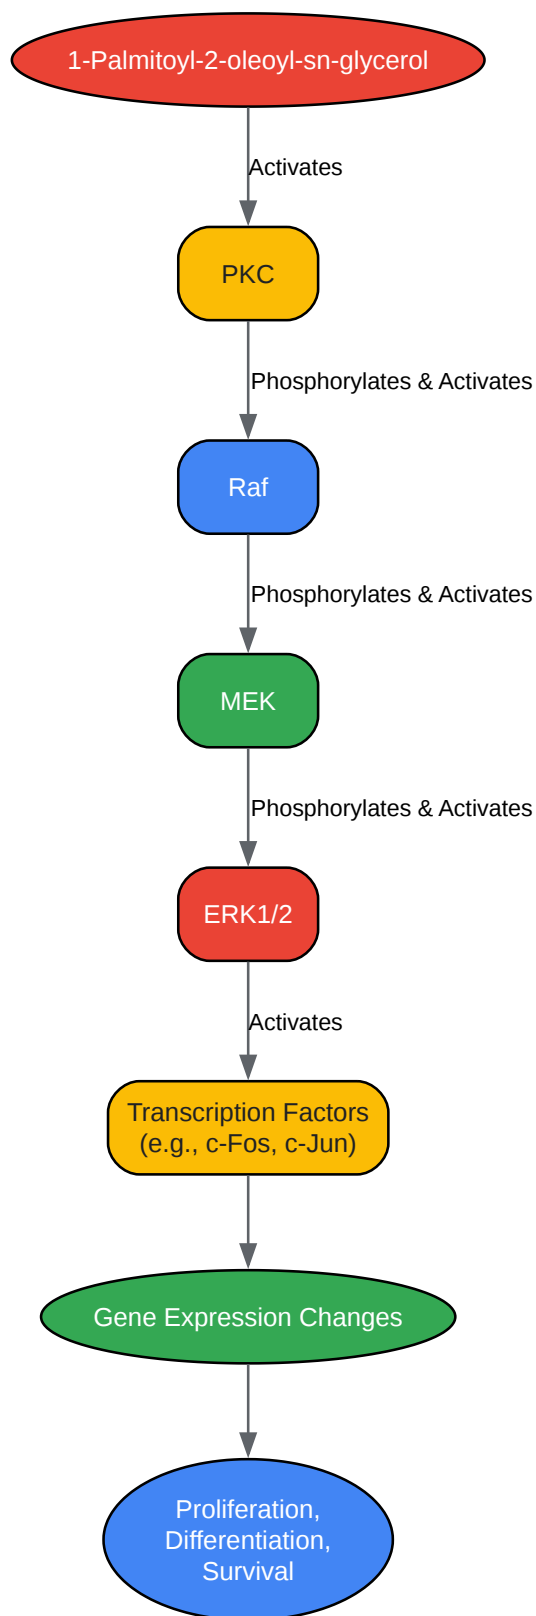 1-Palmitoyl-2-oleoyl-sn-glycerol
Activates
PKC
Phosphorylates & Activates
Raf
Phosphorylates & Activates
MEK
Phosphorylates & Activates
ERK1/2
Activates
Transcription Factors
(e.g., c-Fos, c-Jun)
Gene Expression Changes
Proliferation,
Differentiation,
Survival